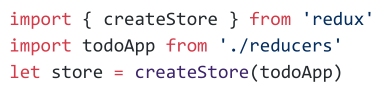 import { createStore } from 'redux'
import todoApp from './reducers'
let store = createStore(todoApp)